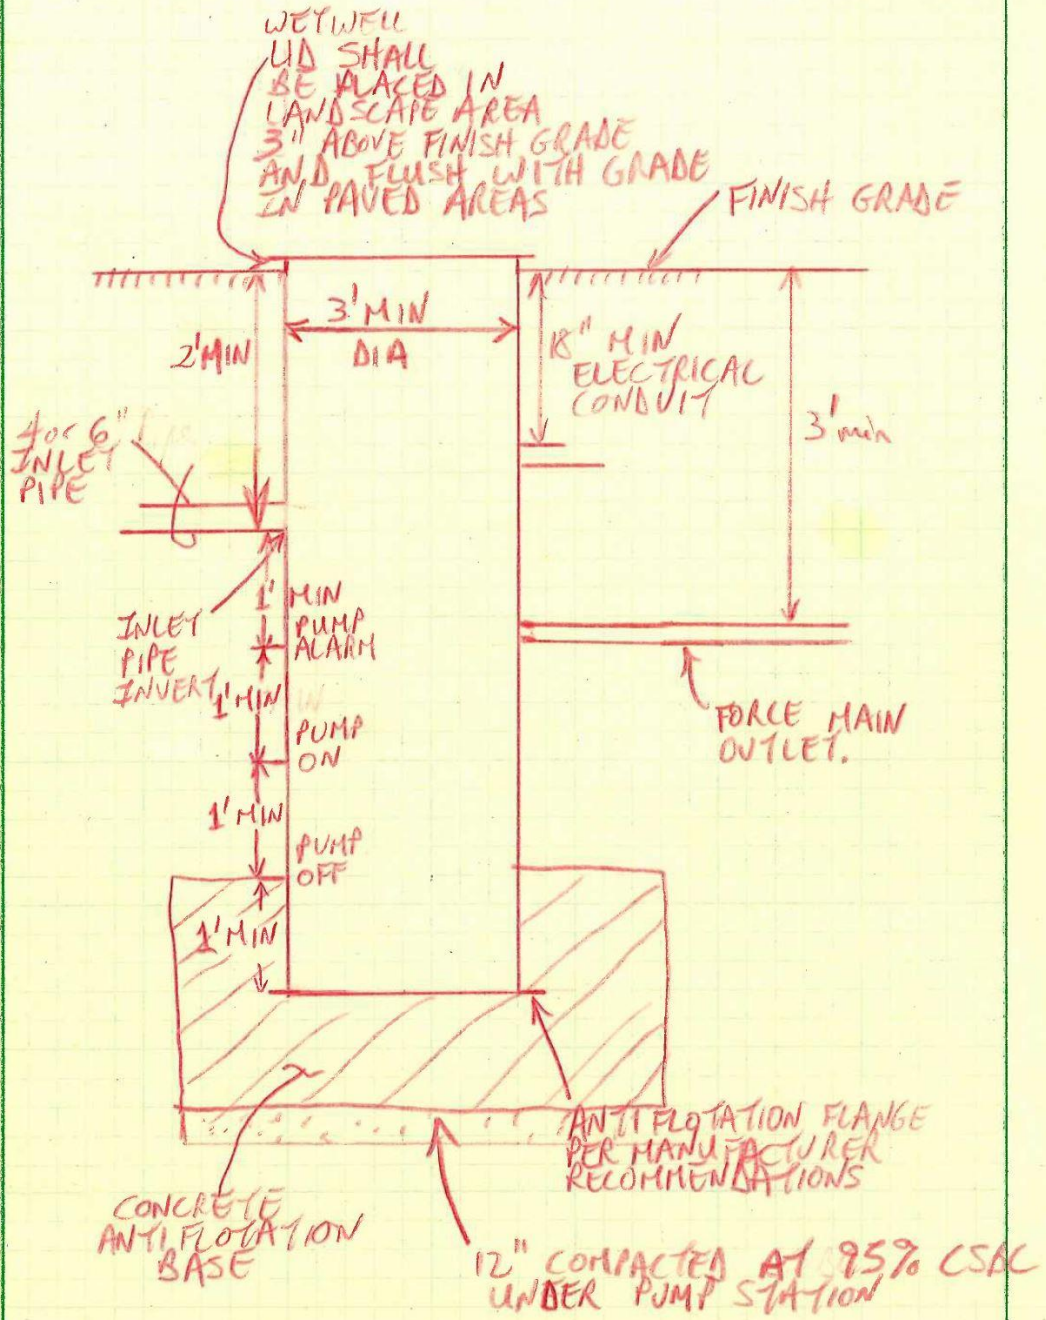 WETWELL
LID SHALL
BE PLACED IN
LANDSCAPE AREA
3" ABOVE FINISH GRADE
AND FLUSH WITH GRADE
IN PAVED AREAS
FINISH GRADE
3' MIN
DIA
2' MIN
18" MIN
ELECTRICAL
CONDUIT
3' min
4 or 6"
INLET
PIPE
1' MIN
PUMP
ALARM
INLET
PIPE
INVERT
1' MIN
PUMP
ON
FORCE MAIN
OUTLET.
1' MIN
PUMP
OFF
1' MIN
ANTI FLOTATION FLANGE
PER MANUFACTURER
RECOMMENDATIONS
CONCRETE
ANTI FLOTATION
BASE
12" COMPACTED AT 95% CSBC
UNDER PUMP STATION